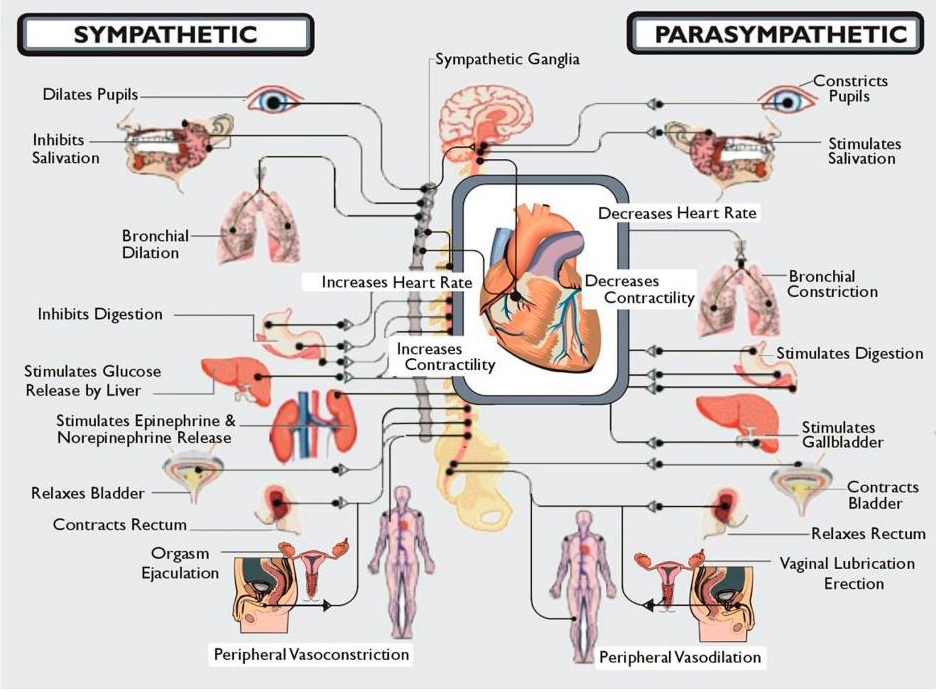 SYMPATHETIC
PARASYMPATHETIC
Sympathetic Ganglia
Dilates Pupils
Inhibits
Salivation
Bronchial
Dilation
Increases Heart Rate
Inhibits Digestion
Increases
Contractility
Stimulates Glucose
Release by Liver
Stimulates Epinephrine &
Norepinephrine Release
Relaxes Bladder
Contracts Rectum
Orgasm
Ejaculation
Peripheral Vasoconstriction
Constricts
Pupils
Stimulates
Salivation
Decreases Heart Rate
Decreases
Contractility
Bronchial
Constriction
Stimulates Digestion
Stimulates
Gallbladder
Contracts
Bladder
Relaxes Rectum
Vaginal Lubrication
Erection
Peripheral Vasodilation